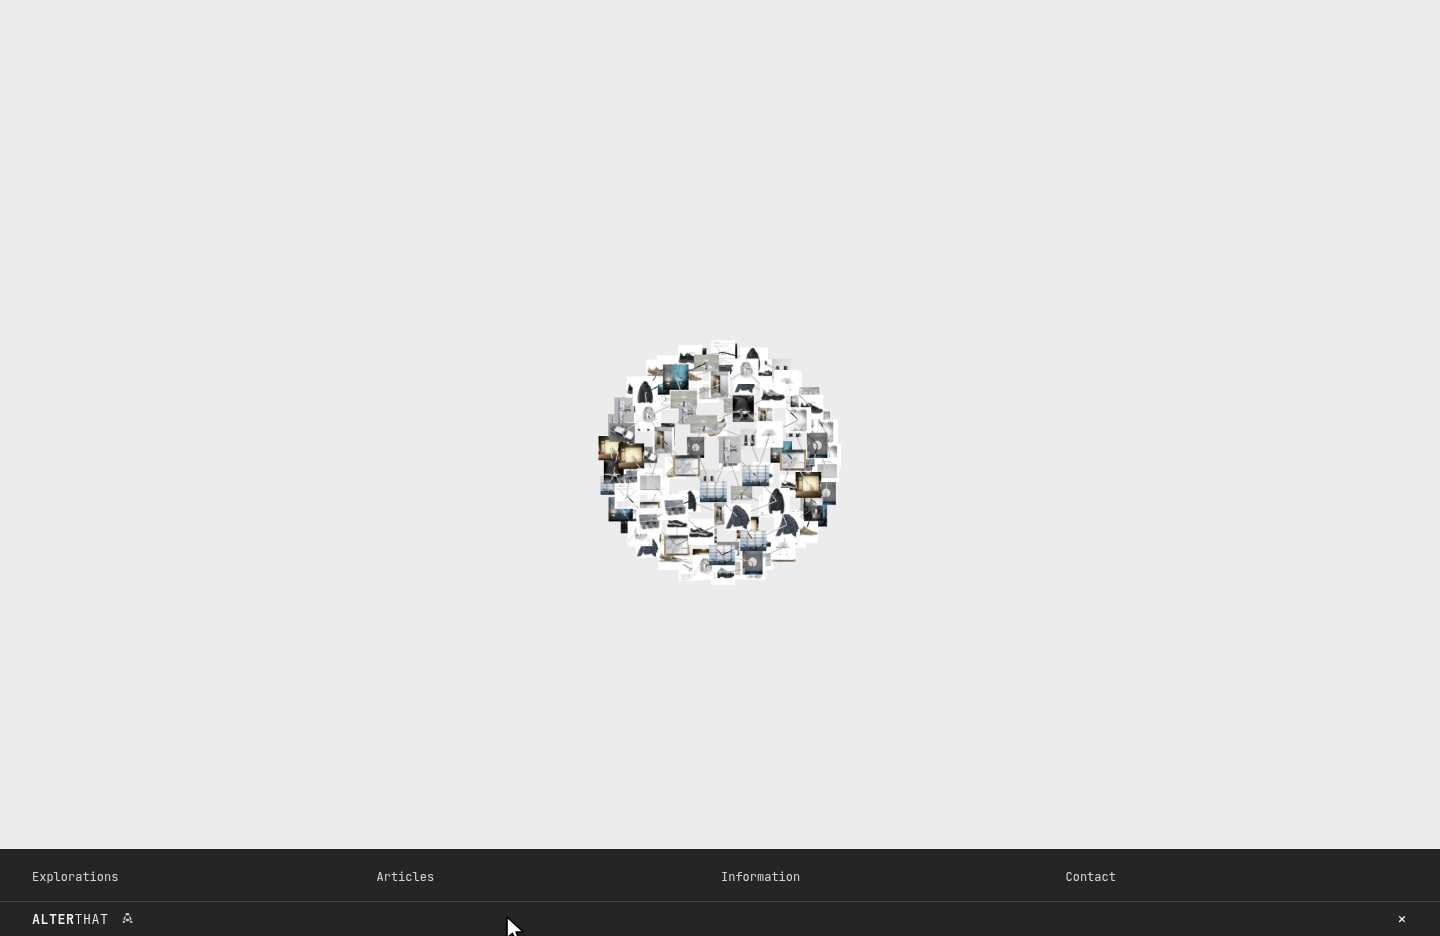 Explorations
Articles
Information
Contact
ALTERTHAT
×